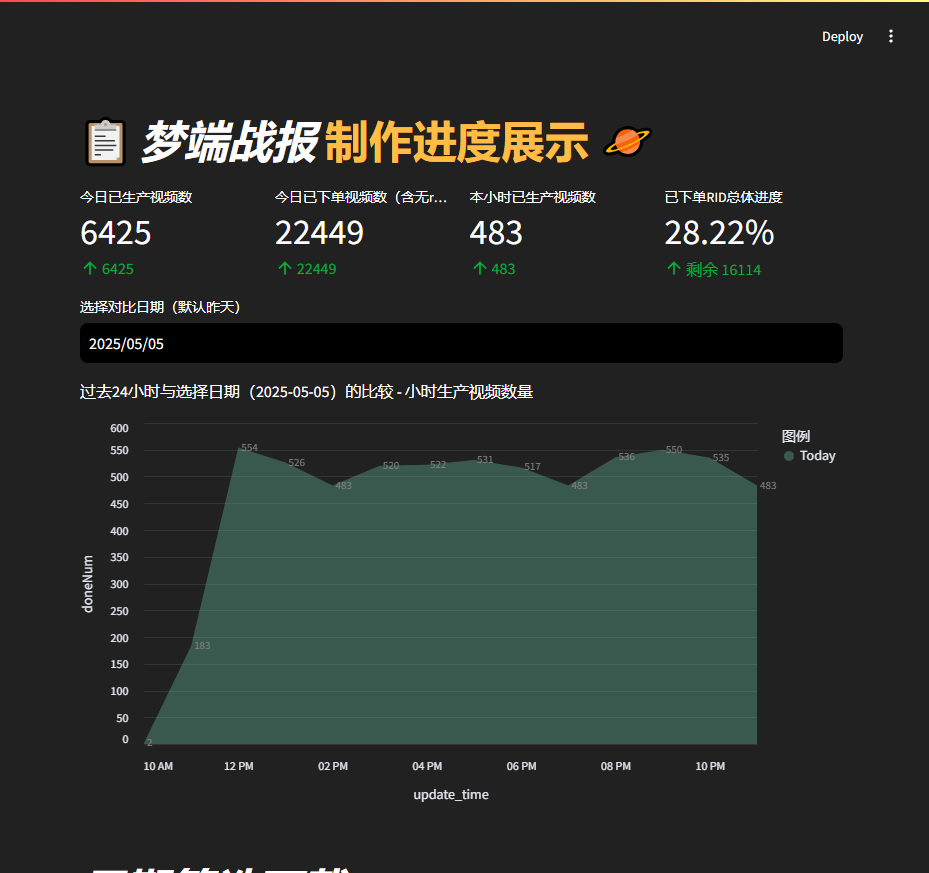 Deploy
梦端战报 制作进度展示
今日已生产视频数
6425
6425
今日已下单视频数（含无r...
22449
22449
本小时已生产视频数
483
483
已下单RID总体进度
28.22%
剩余 16114
选择对比日期（默认昨天）
2025/05/05
过去24小时与选择日期（2025-05-05）的比较 - 小时生产视频数量
图例
Today
doneNum
600
550
500
450
400
350
300
250
200
150
100
50
0
2
183
554
526
483
520
522
531
517
483
536
550
535
483
10 AM
12 PM
02 PM
04 PM
06 PM
08 PM
10 PM
update_time